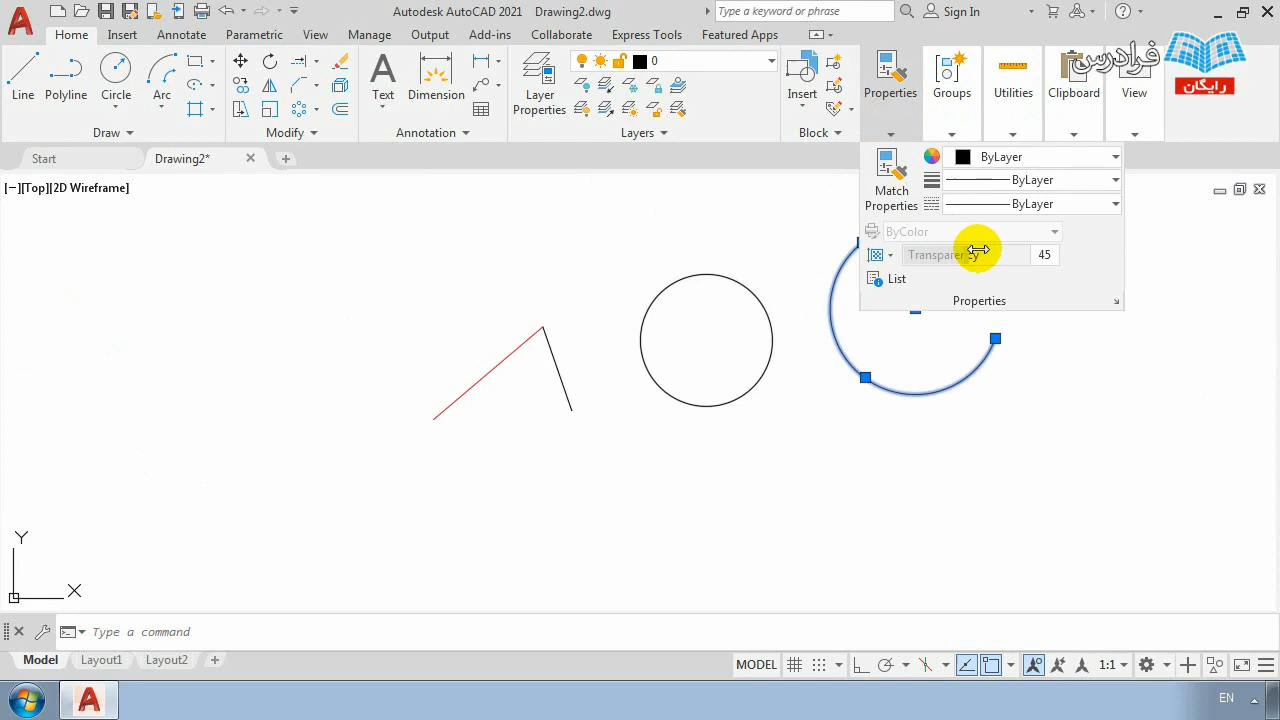 Autodesk AutoCAD 2021 Drawing2.dwg
Type a keyword or phrase
Sign In
Home Insert Annotate Parametric View Manage Output Add-ins Collaborate Express Tools Featured Apps
Line
Polyline
Circle
Arc
Text
Dimension
Layer
Properties
0
Insert
Properties
Groups
Utilities
Clipboard
View
فرادرس
رایگان
Draw Modify Annotation Layers Block
Start Drawing2*
[−][Top][2D Wireframe]
Match
Properties
ByLayer
ByLayer
ByLayer
ByColor
Transparency 45
List
Properties
Y
X
Type a command
Model Layout1 Layout2
MODEL
1:1
EN